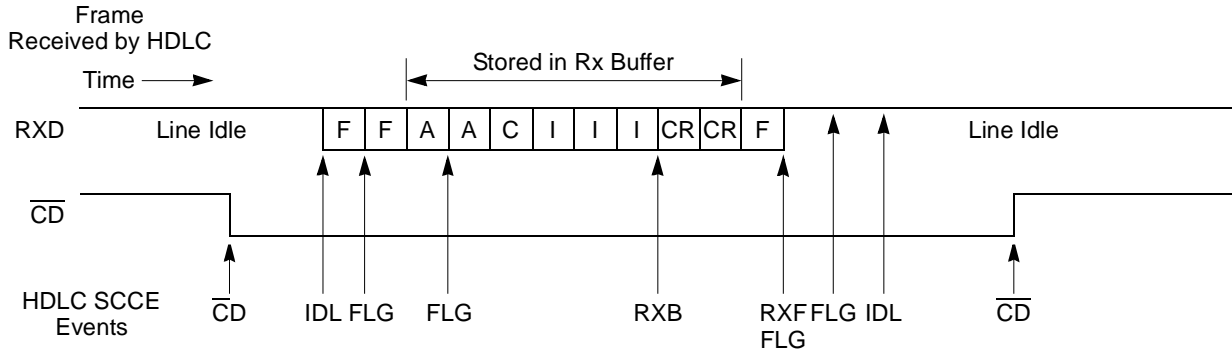 Frame
Received by HDLC
Time
Stored in Rx Buffer
RXD
Line Idle
F F A A C I I I CR CR F
Line Idle
CD
HDLC SCCE
Events
CD
IDL FLG FLG RXB RXF FLG IDL
FLG
CD